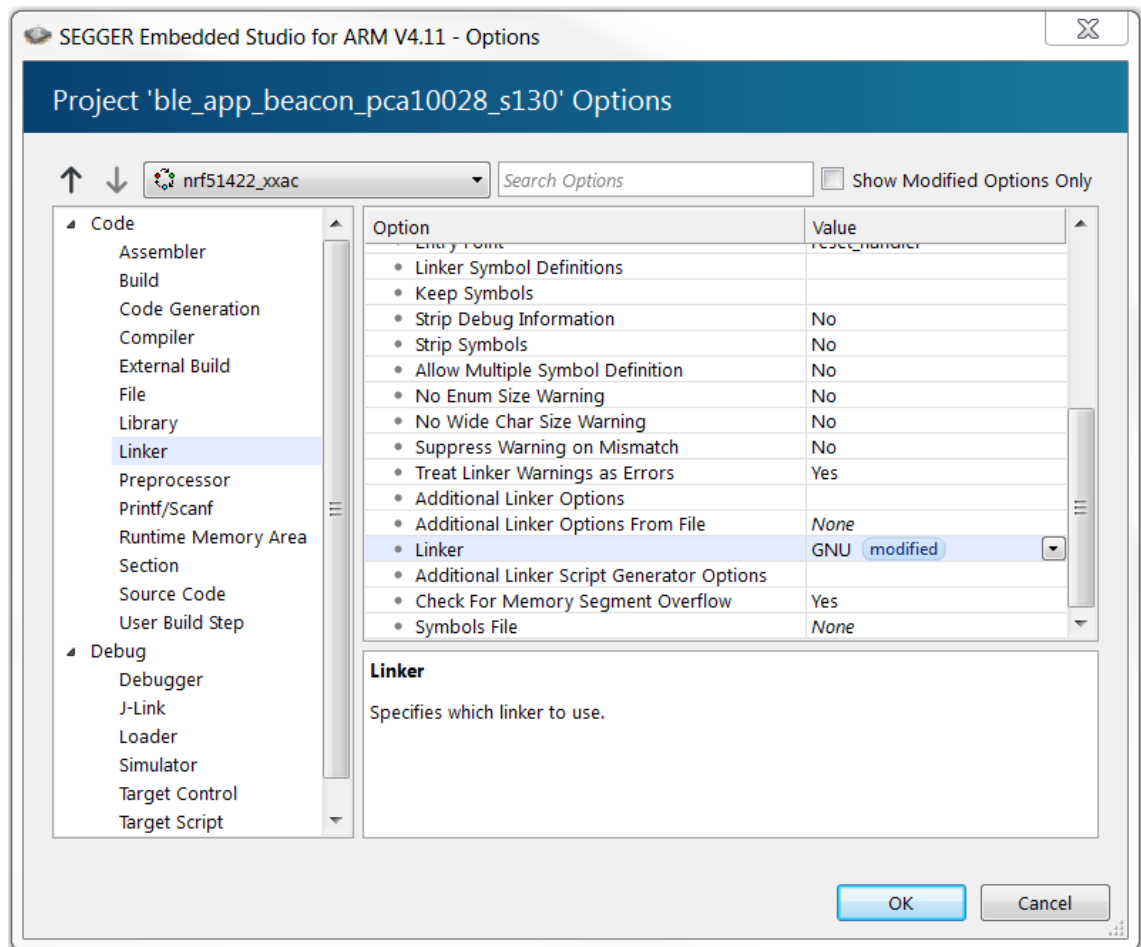 SEGGER Embedded Studio for ARM V4.11 - Options
Project 'ble_app_beacon_pca10028_s130' Options
nrf51422_xxac Search Options Show Modified Options Only
Code
Assembler
Build
Code Generation
Compiler
External Build
File
Library
Linker
Preprocessor
Printf/Scanf
Runtime Memory Area
Section
Source Code
User Build Step
Debug
Debugger
J-Link
Loader
Simulator
Target Control
Target Script
Option Value
Entry Point reset_handler
Linker Symbol Definitions
Keep Symbols
Strip Debug Information No
Strip Symbols No
Allow Multiple Symbol Definition No
No Enum Size Warning No
No Wide Char Size Warning No
Suppress Warning on Mismatch No
Treat Linker Warnings as Errors Yes
Additional Linker Options
Additional Linker Options From File None
Linker GNU modified
Additional Linker Script Generator Options
Check For Memory Segment Overflow Yes
Symbols File None
Linker
Specifies which linker to use.
OK Cancel